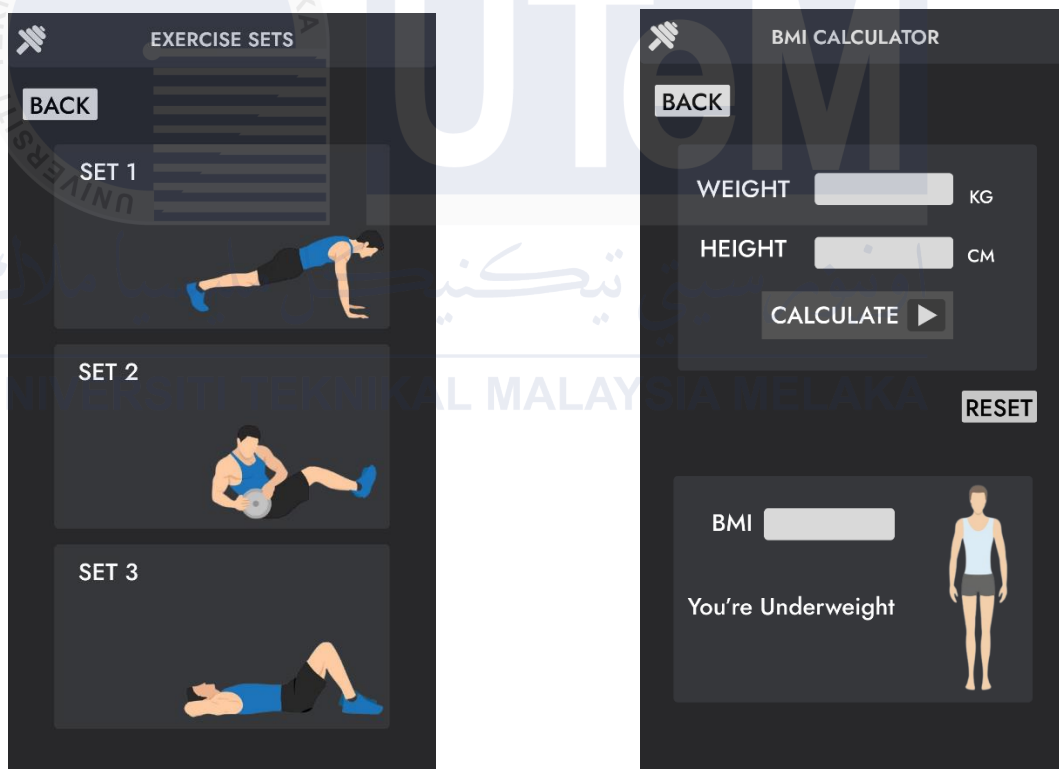 EXERCISE SETS
BACK
SET 1
SET 2
SET 3
BMI CALCULATOR
BACK
WEIGHT KG
HEIGHT CM
CALCULATE
RESET
BMI
You're Underweight
UTeM
UNIVERSITI TEKNIKAL MALAYSIA MELAKA